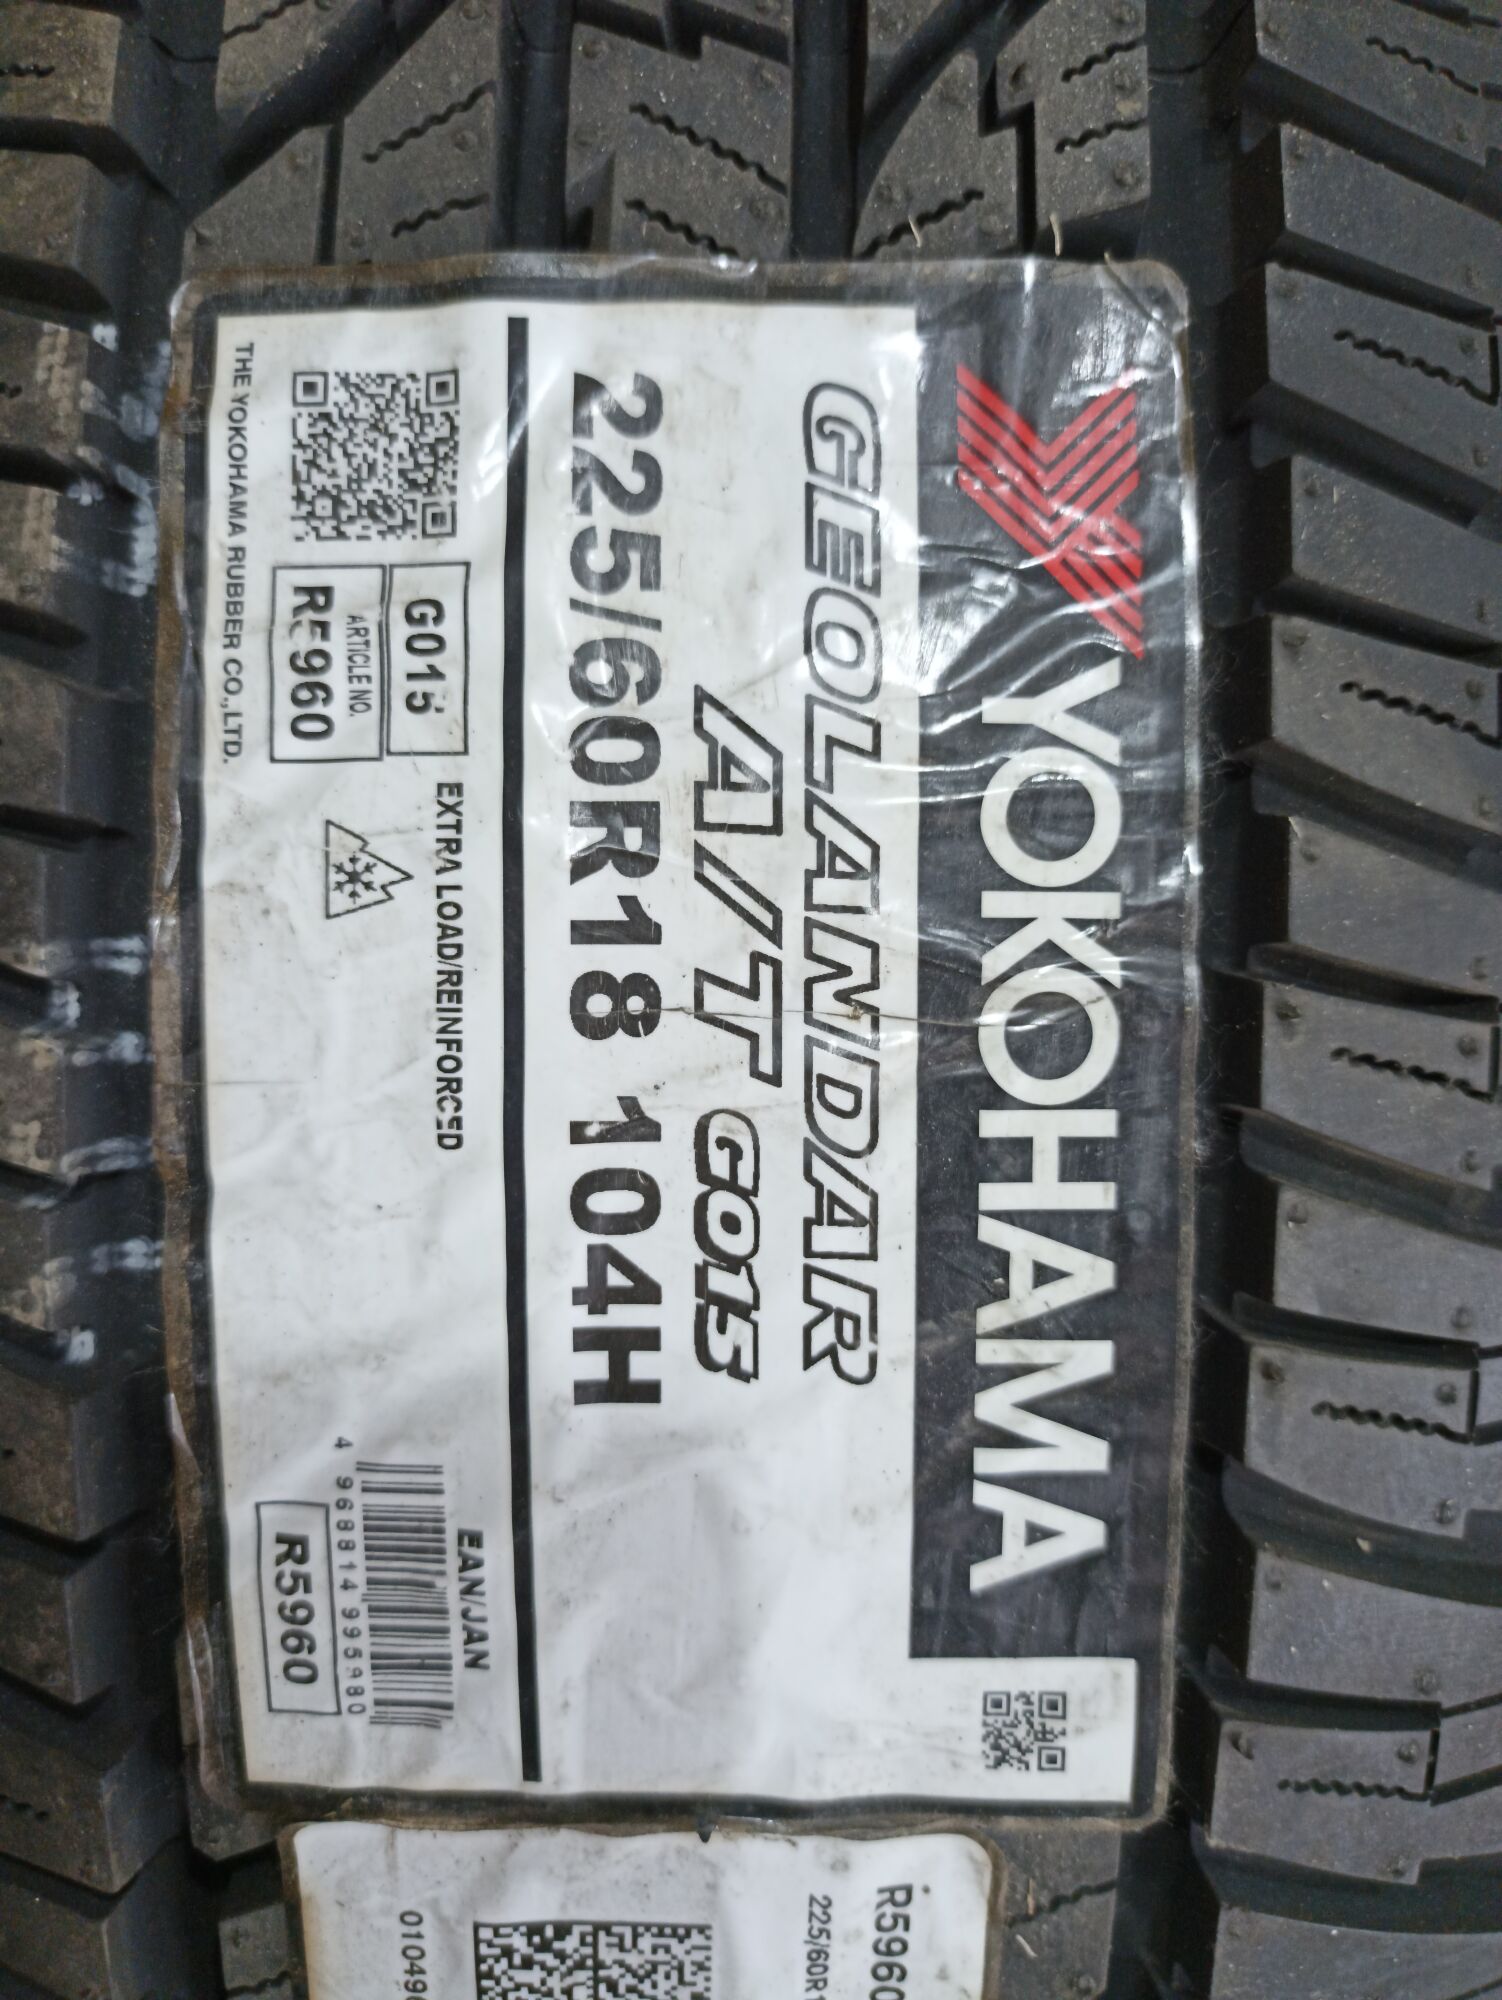 YOKOHAMA
GEOLANDAR
A/T G015
225/60R18 104H
G015
ARTICLE NO.
R5960
EXTRA LOAD/REINFORCED
EAN/JAN
4 968814 995980
R5960
THE YOKOHAMA RUBBER CO.,LTD.
R5960
225/60R1
01049